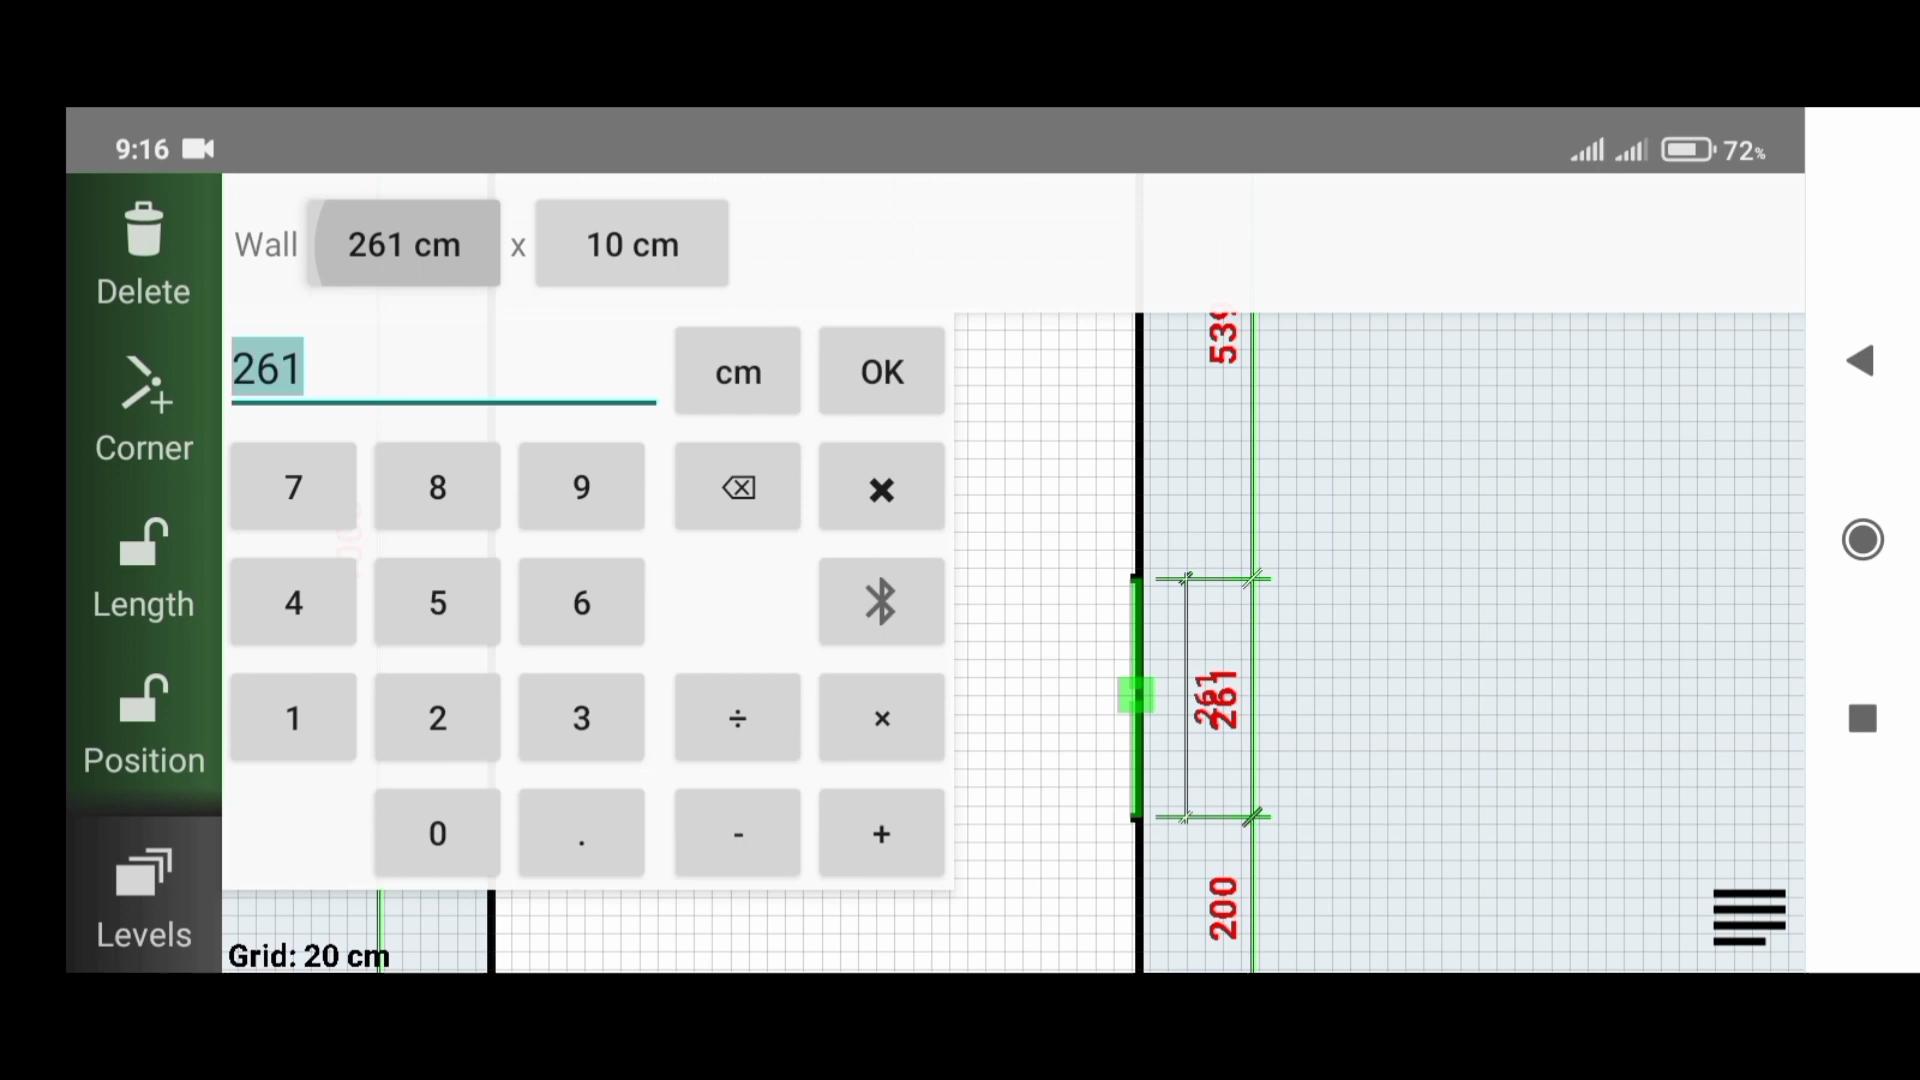 9:16
72%
Delete
Corner
Length
Position
Levels
Wall 261 cm x 10 cm
261 cm OK
7 8 9
4 5 6
1 2 3 ÷ ×
0 . - +
539
261
261
200
Grid: 20 cm